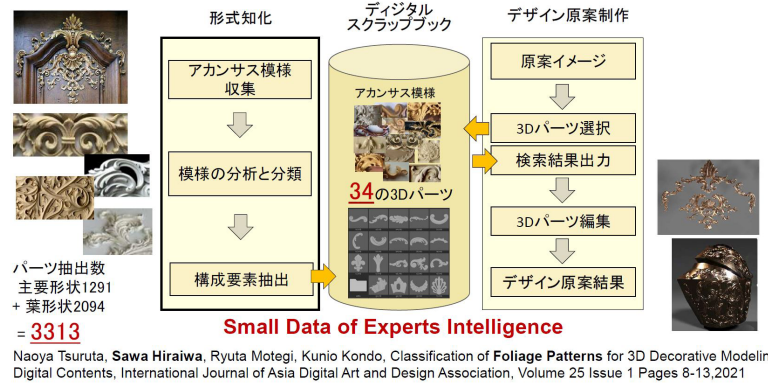 形式知化
ディジタル
スクラップブック
デザイン原案制作
アカンサス模様
収集
模様の分析と分類
構成要素抽出
アカンサス模様
34の3Dパーツ
原案イメージ
3Dパーツ選択
検索結果出力
3Dパーツ編集
デザイン原案結果
パーツ抽出数
主要形状1291
+ 葉形状2094
= 3313
Small Data of Experts Intelligence
Naoya Tsuruta, Sawa Hiraiwa, Ryuta Motegi, Kunio Kondo, Classification of Foliage Patterns for 3D Decorative Modelin
Digital Contents, International Journal of Asia Digital Art and Design Association, Volume 25 Issue 1 Pages 8-13,2021